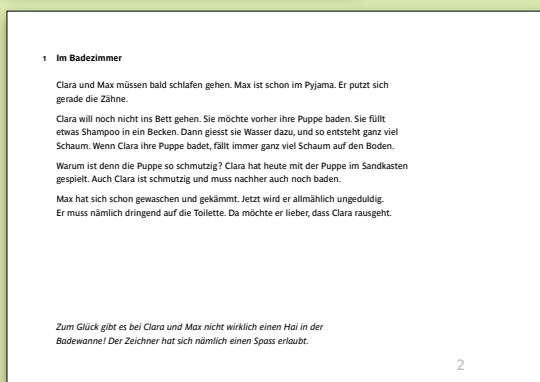 1 Im Badezimmer
Clara und Max müssen bald schlafen gehen. Max ist schon im Pyjama. Er putzt sich
gerade die Zähne.
Clara will noch nicht ins Bett gehen. Sie möchte vorher ihre Puppe baden. Sie füllt
etwas Shampoo in ein Becken. Dann giesst sie Wasser dazu, und so entsteht ganz viel
Schaum. Wenn Clara ihre Puppe badet, fällt immer ganz viel Schaum auf den Boden.
Warum ist denn die Puppe so schmutzig? Clara hat heute mit der Puppe im Sandkasten
gespielt. Auch Clara ist schmutzig und muss nachher auch noch baden.
Max hat sich schon gewaschen und gekämmt. Jetzt wird er allmählich ungeduldig.
Er muss nämlich dringend auf die Toilette. Da möchte er lieber, dass Clara rausgeht.
Zum Glück gibt es bei Clara und Max nicht wirklich einen Hai in der
Badewanne! Der Zeichner hat sich nämlich einen Spass erlaubt.
2